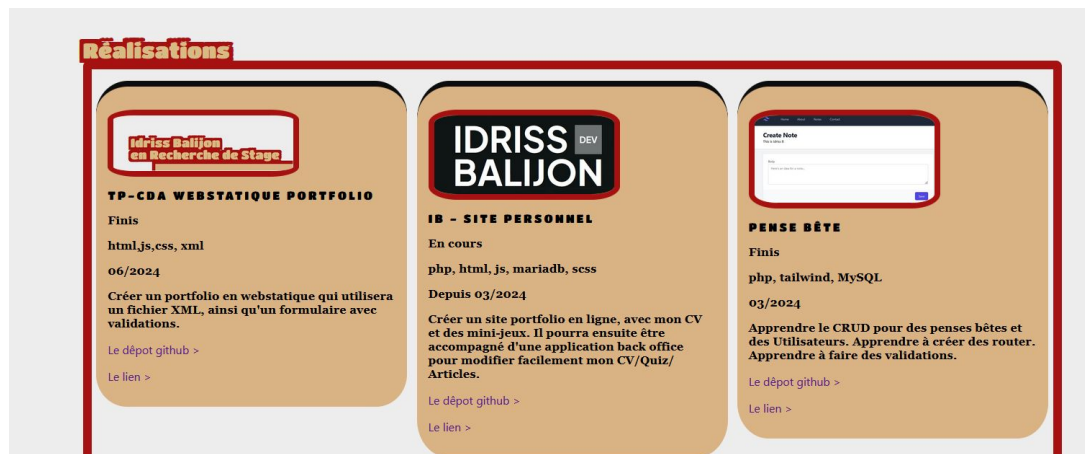 Réalisations
Idriss Balijon
en Recherche de Stage
TP-CDA WEBSTATIQUE PORTFOLIO
Finis
html,js,css, xml
06/2024
Créer un portfolio en webstatique qui utilisera
un fichier XML, ainsi qu'un formulaire avec
validations.
Le dêpot github >
Le lien >
IDRISS DEV
BALIJON
IB - SITE PERSONNEL
En cours
php, html, js, mariadb, scss
Depuis 03/2024
Créer un site portfolio en ligne, avec mon CV
et des mini-jeux. Il pourra ensuite être
accompagné d'une application back office
pour modifier facilement mon CV/Quiz/
Articles.
Le dêpot github >
Le lien >
Create Note
PENSE BÊTE
Finis
php, tailwind, MySQL
03/2024
Apprendre le CRUD pour des penses bêtes et
des Utilisateurs. Apprendre à créer des router.
Apprendre à faire des validations.
Le dêpot github >
Le lien >